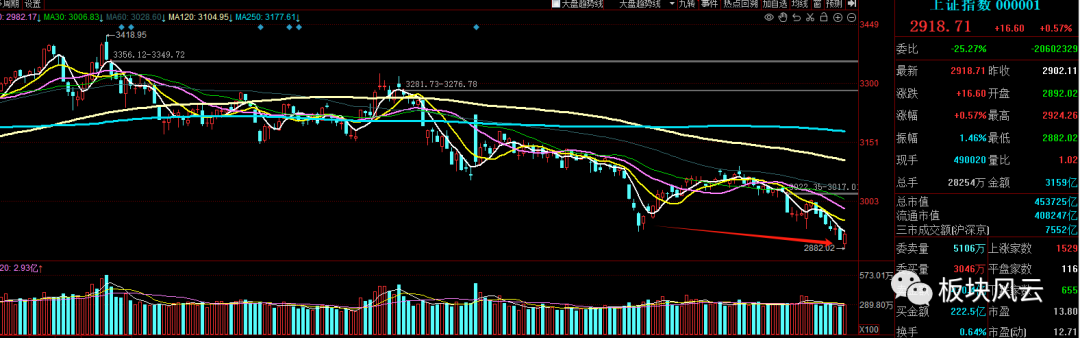 周期 设置 大盘趋势线 大盘趋势线 九转 事件 热点回溯 加自选 均线 窗 预测
: 2982.17↓ MA30: 3006.83↓ MA60: 3028.60↓ MA120: 3104.95↓ MA250: 3177.61↓
3418.95
3356.12-3349.72
3281.73-3276.78
3022.35-3017.0
2882.02
3449
3300
3151
3003
20: 2.93亿↑
573.01万
289.80万
X100
上证指数 000001
2918.71 +16.60 +0.57%
委比 -25.27% -20602329
最新 2918.71 昨收 2902.11
涨跌 +16.60 开盘 2892.02
涨幅 +0.57% 最高 2924.26
振幅 1.46% 最低 2882.02
现手 490020 量比 1.02
总手 28254万 金额 3159亿
总市值 453725亿
流通市值 408247亿
三市成交额(沪深京) 7552亿
委卖量 5106万 上涨家数 1529
委买量 3046万 平盘家数 116
655
买金额 222.5亿 市盈 13.80
换手 0.64% 市盈(动) 12.71
板块风云